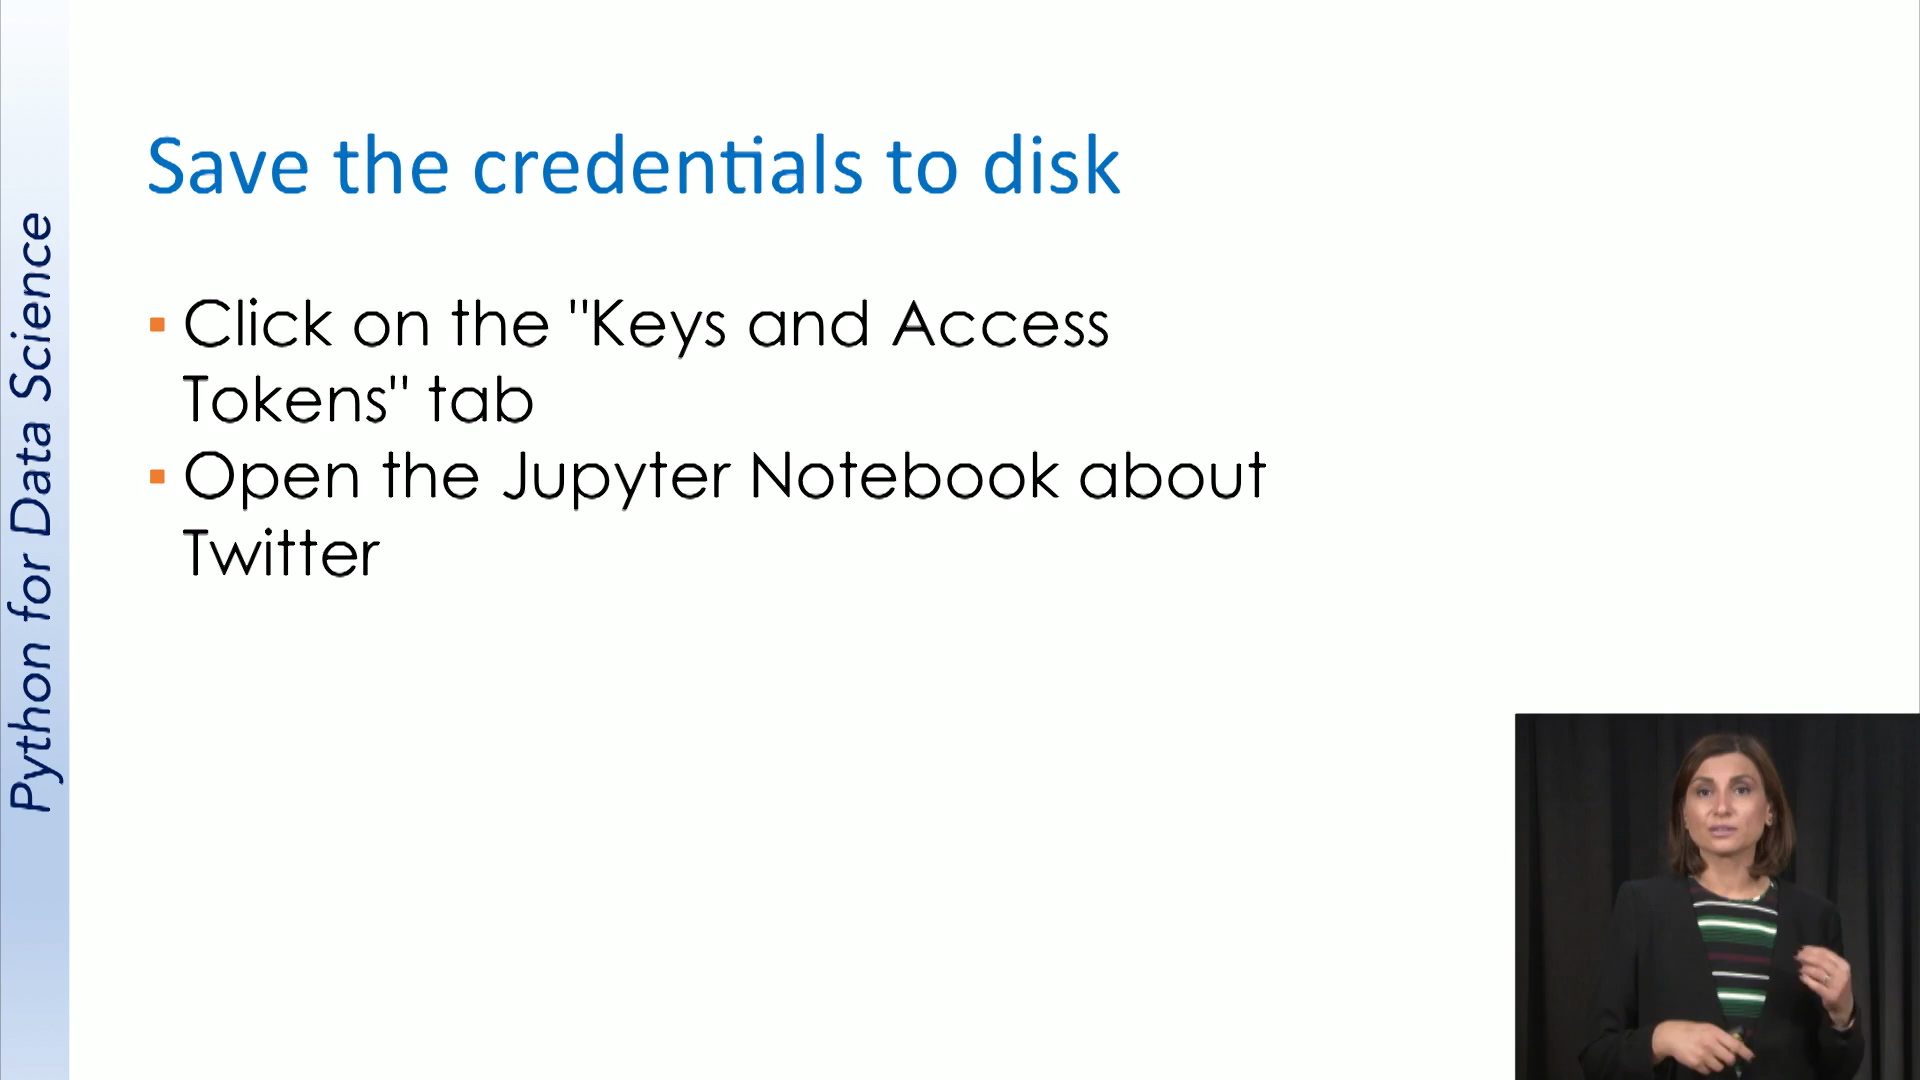 Save the credentials to disk
▪ Click on the "Keys and Access
Tokens" tab
▪ Open the Jupyter Notebook about
Twitter
Python for Data Science